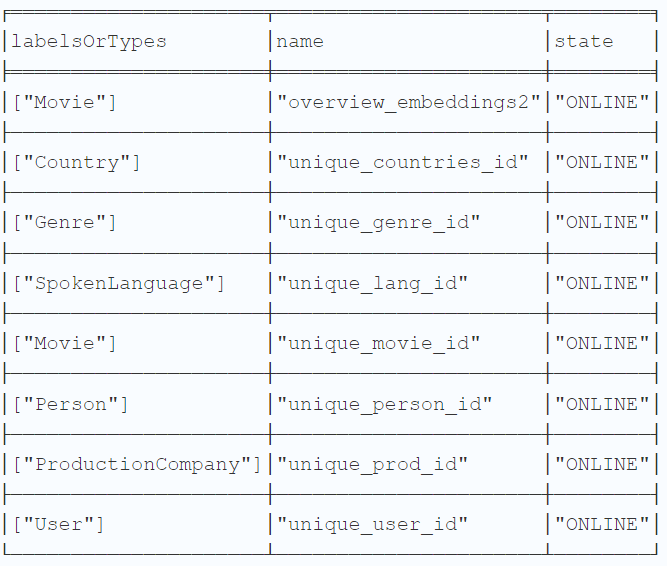 labelsOrTypes name state
["Movie"] "overview_embeddings2" "ONLINE"
["Country"] "unique_countries_id" "ONLINE"
["Genre"] "unique_genre_id" "ONLINE"
["SpokenLanguage"] "unique_lang_id" "ONLINE"
["Movie"] "unique_movie_id" "ONLINE"
["Person"] "unique_person_id" "ONLINE"
["ProductionCompany"] "unique_prod_id" "ONLINE"
["User"] "unique_user_id" "ONLINE"